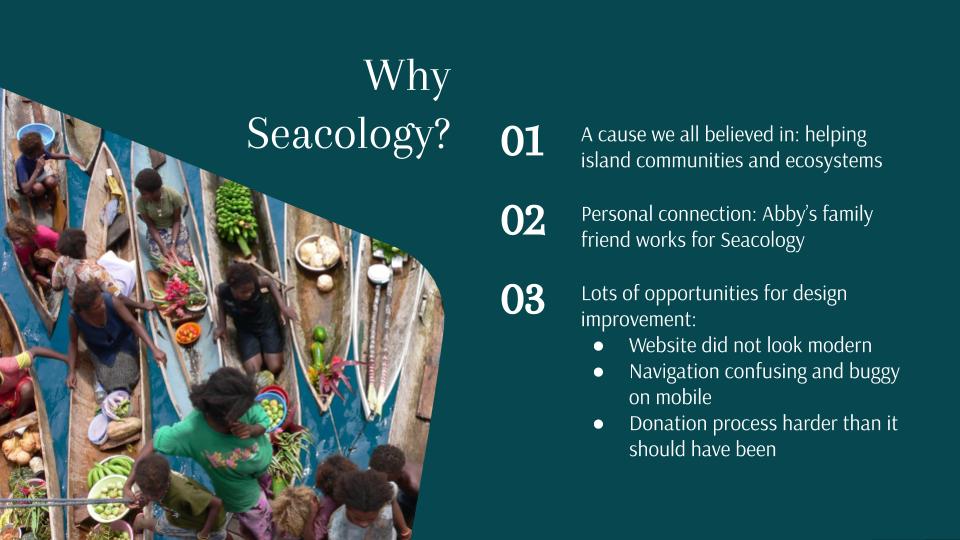 Why
Seacology?
01
A cause we all believed in: helping
island communities and ecosystems
02
Personal connection: Abby’s family
friend works for Seacology
03
Lots of opportunities for design
improvement:
● Website did not look modern
● Navigation confusing and buggy
on mobile
● Donation process harder than it
should have been